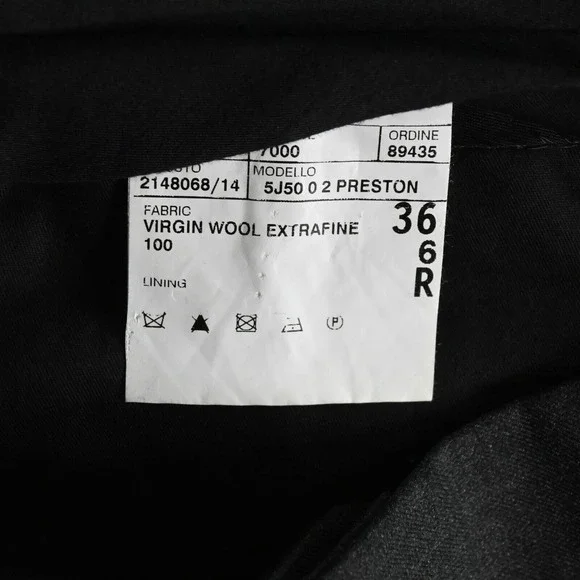 ORDINE
7000 89435
MODELLO
2148068/14 5J50 0 2 PRESTON
FABRIC
VIRGIN WOOL EXTRAFINE
100
36
6
R
LINING
P